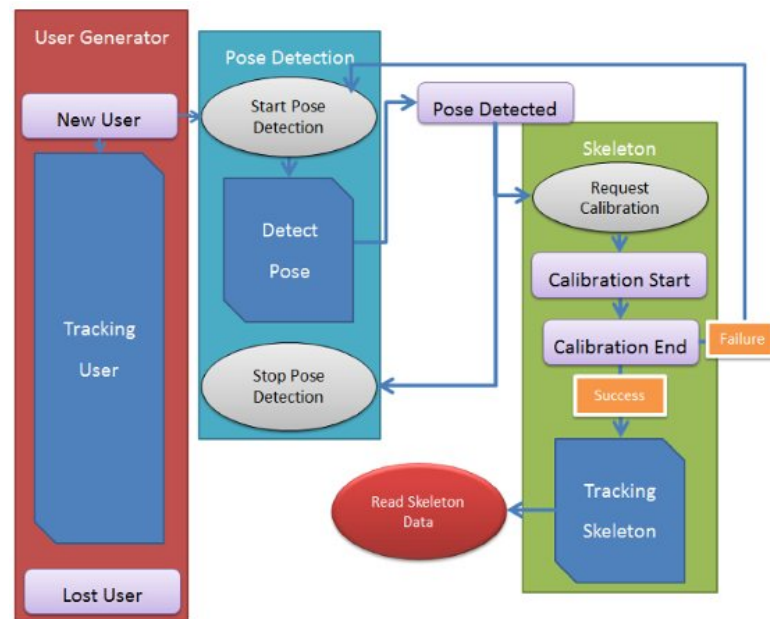 User Generator
New User
Tracking
User
Lost User
Pose Detection
Start Pose
Detection
Detect
Pose
Stop Pose
Detection
Pose Detected
Skeleton
Request
Calibration
Calibration Start
Calibration End
Failure
Success
Tracking
Skeleton
Read Skeleton
Data